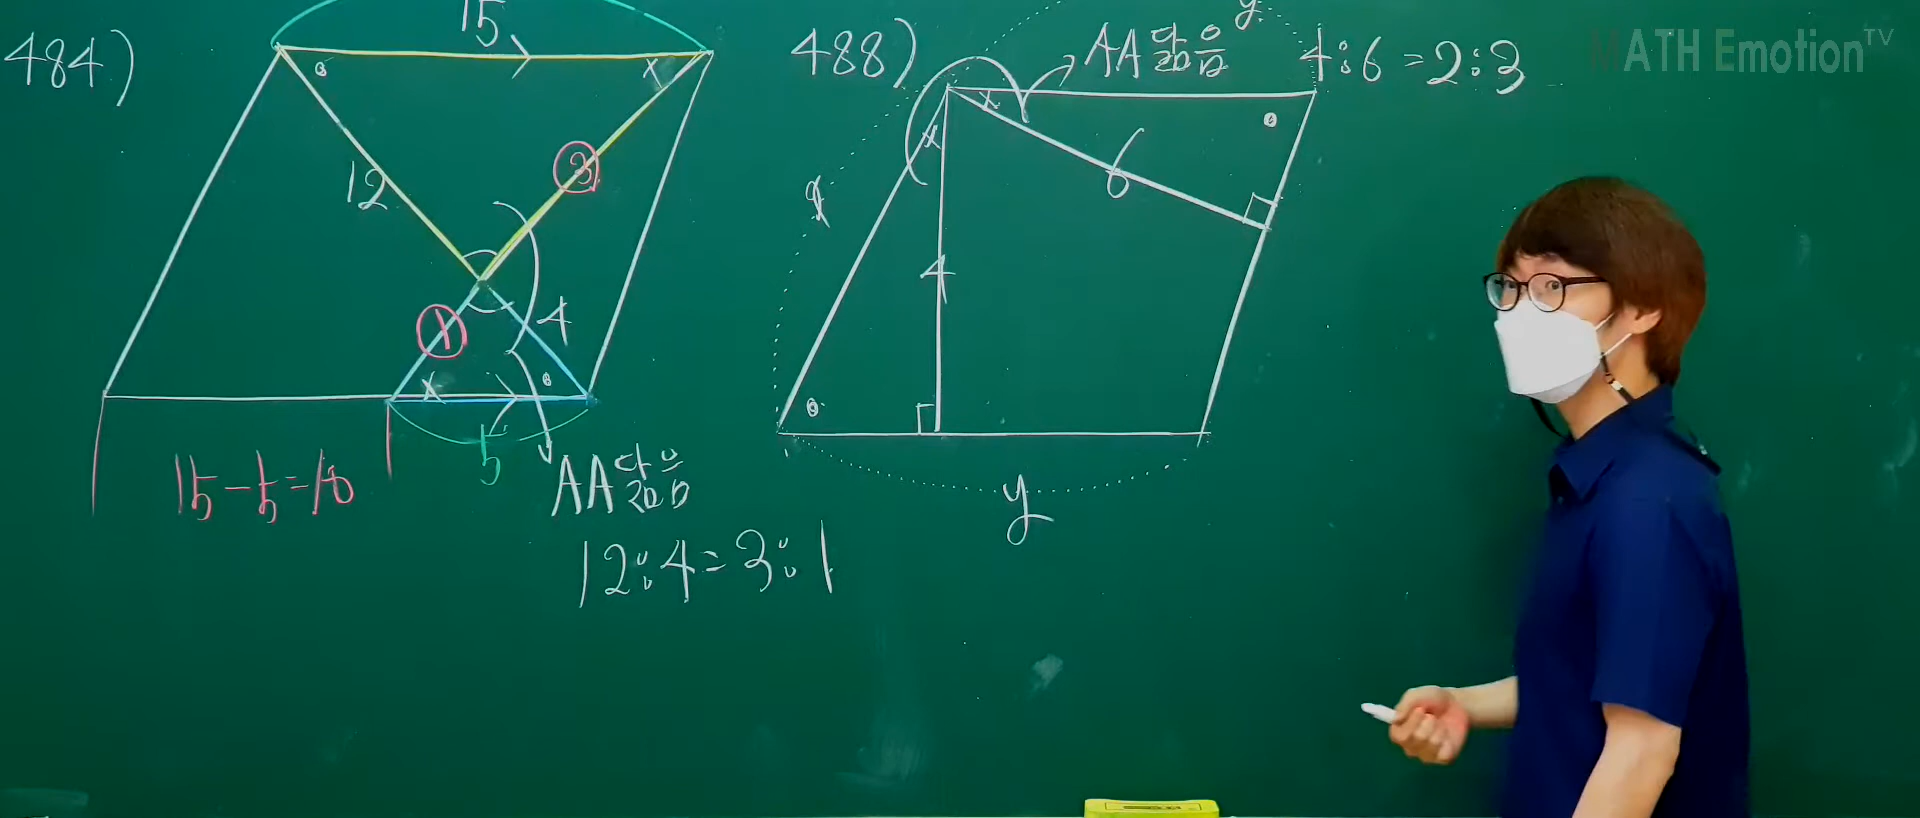 484)
15
x
12
3
1
4
x
5
15-5=10
AA닮음
12:4=3:1
488)
AA닮음
4:6=2:3
y
x
x
x
6
4
y
MATH Emotion TV